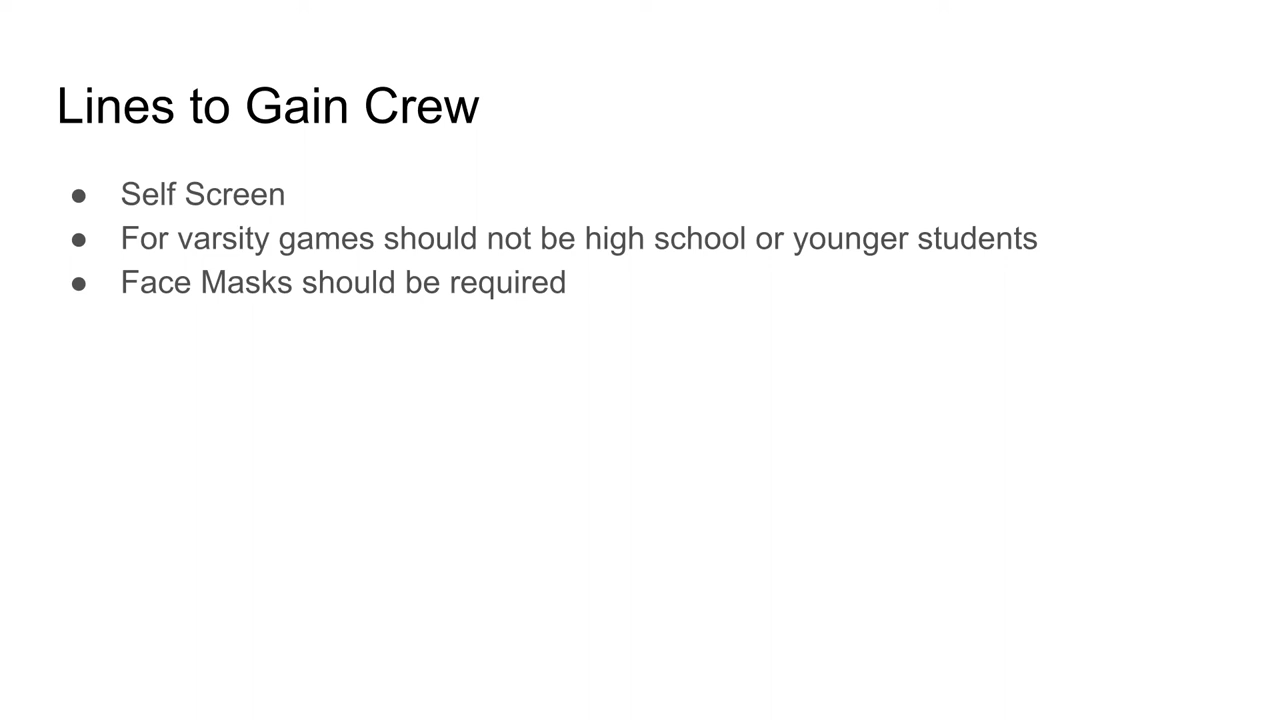 Lines to Gain Crew
● Self Screen
● For varsity games should not be high school or younger students
● Face Masks should be required